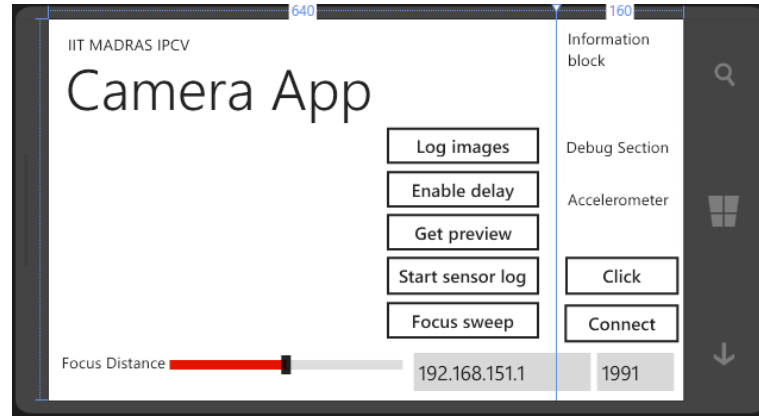 640
160
IIT MADRAS IPCV
Camera App
Information
block
Log images
Debug Section
Enable delay
Accelerometer
Get preview
Start sensor log
Click
Focus sweep
Connect
Focus Distance
192.168.151.1
1991